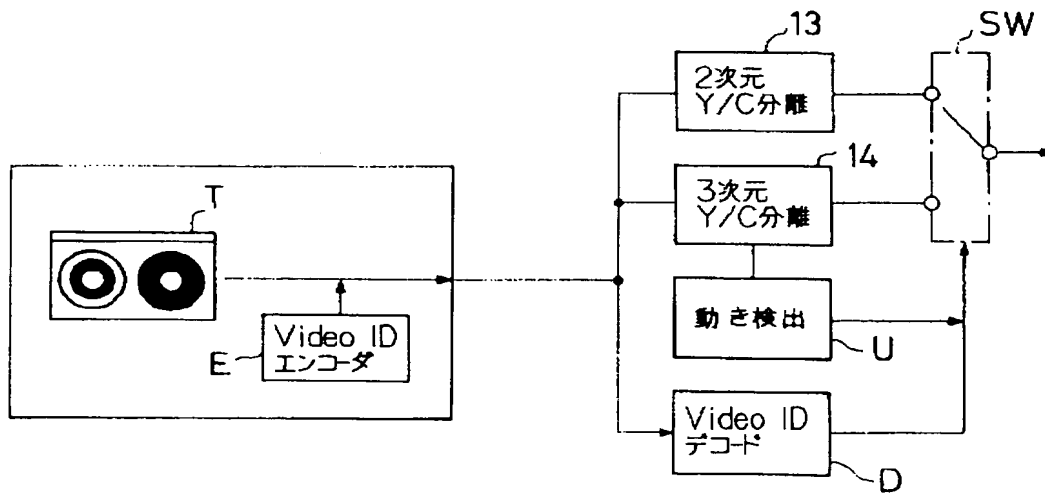 13
SW
2次元
Y/C分離
14
3次元
Y/C分離
T
動き検出
U
Video ID
エンコーダ
E
Video ID
デコード
D